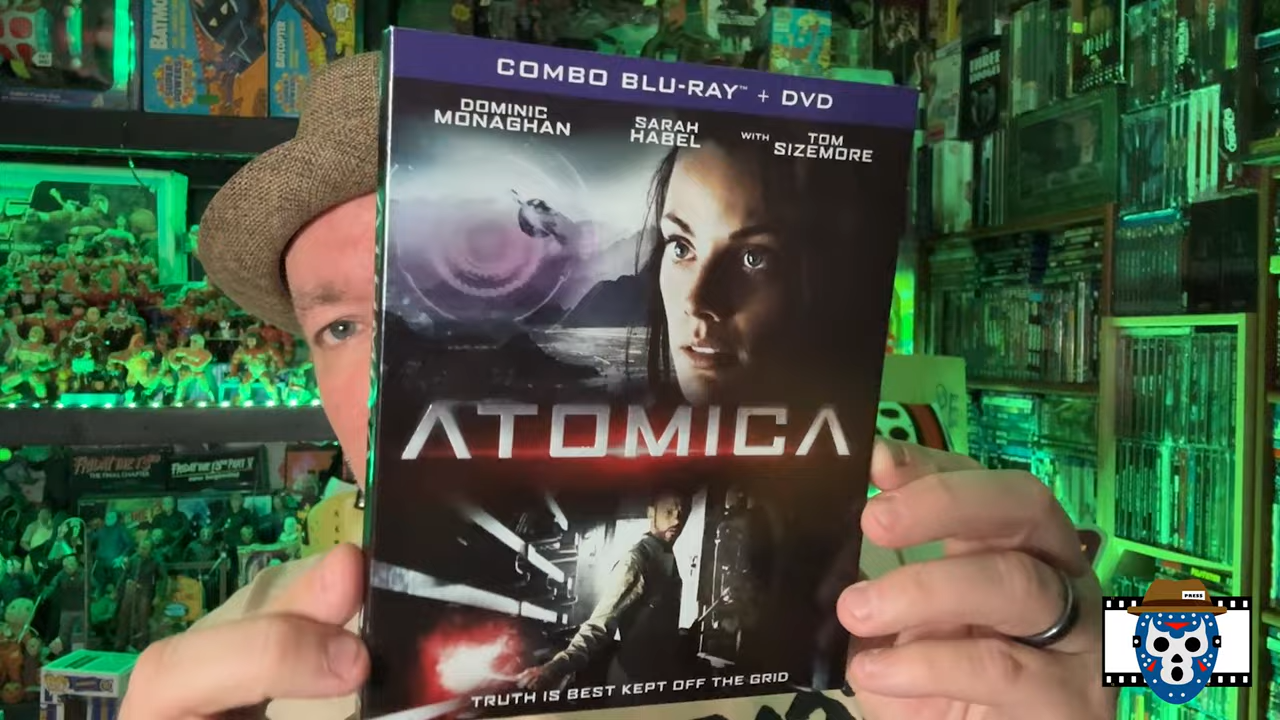 COMBO BLU-RAY™ + DVD
DOMINIC
MONAGHAN
SARAH
HABEL
WITH
TOM
SIZEMORE
ATOMICA
TRUTH IS BEST KEPT OFF THE GRID
FRIDAY THE 13TH
THE FINAL CHAPTER
FRIDAY THE 13TH PART V
PRESS